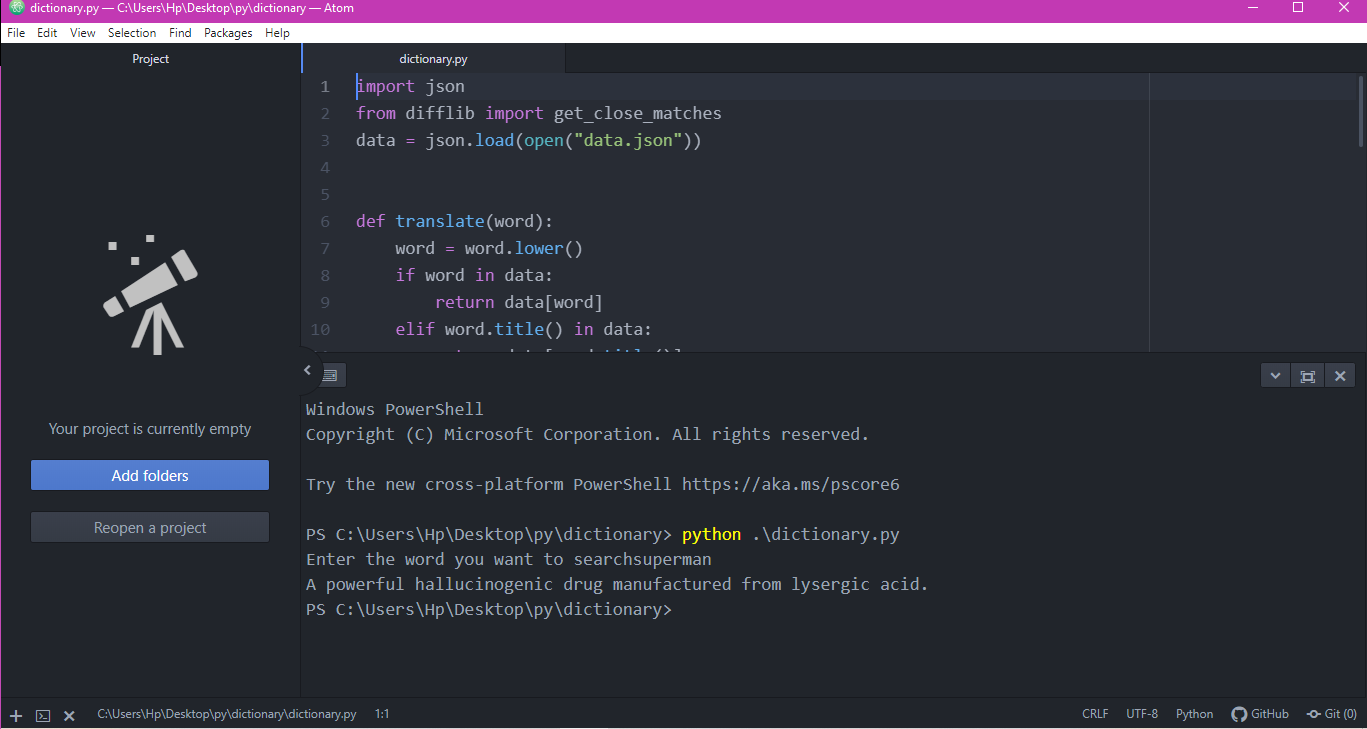 dictionary.py — C:\Users\Hp\Desktop\py\dictionary — Atom
File Edit View Selection Find Packages Help
Project
dictionary.py
1 import json
2 from difflib import get_close_matches
3 data = json.load(open("data.json"))
4
5
6 def translate(word):
7 word = word.lower()
8 if word in data:
9 return data[word]
10 elif word.title() in data:
Your project is currently empty
Add folders
Reopen a project
Windows PowerShell
Copyright (C) Microsoft Corporation. All rights reserved.
Try the new cross-platform PowerShell https://aka.ms/pscore6
PS C:\Users\Hp\Desktop\py\dictionary> python .\dictionary.py
Enter the word you want to searchsuperman
A powerful hallucinogenic drug manufactured from lysergic acid.
PS C:\Users\Hp\Desktop\py\dictionary>
C:\Users\Hp\Desktop\py\dictionary\dictionary.py 1:1 CRLF UTF-8 Python GitHub Git (0)